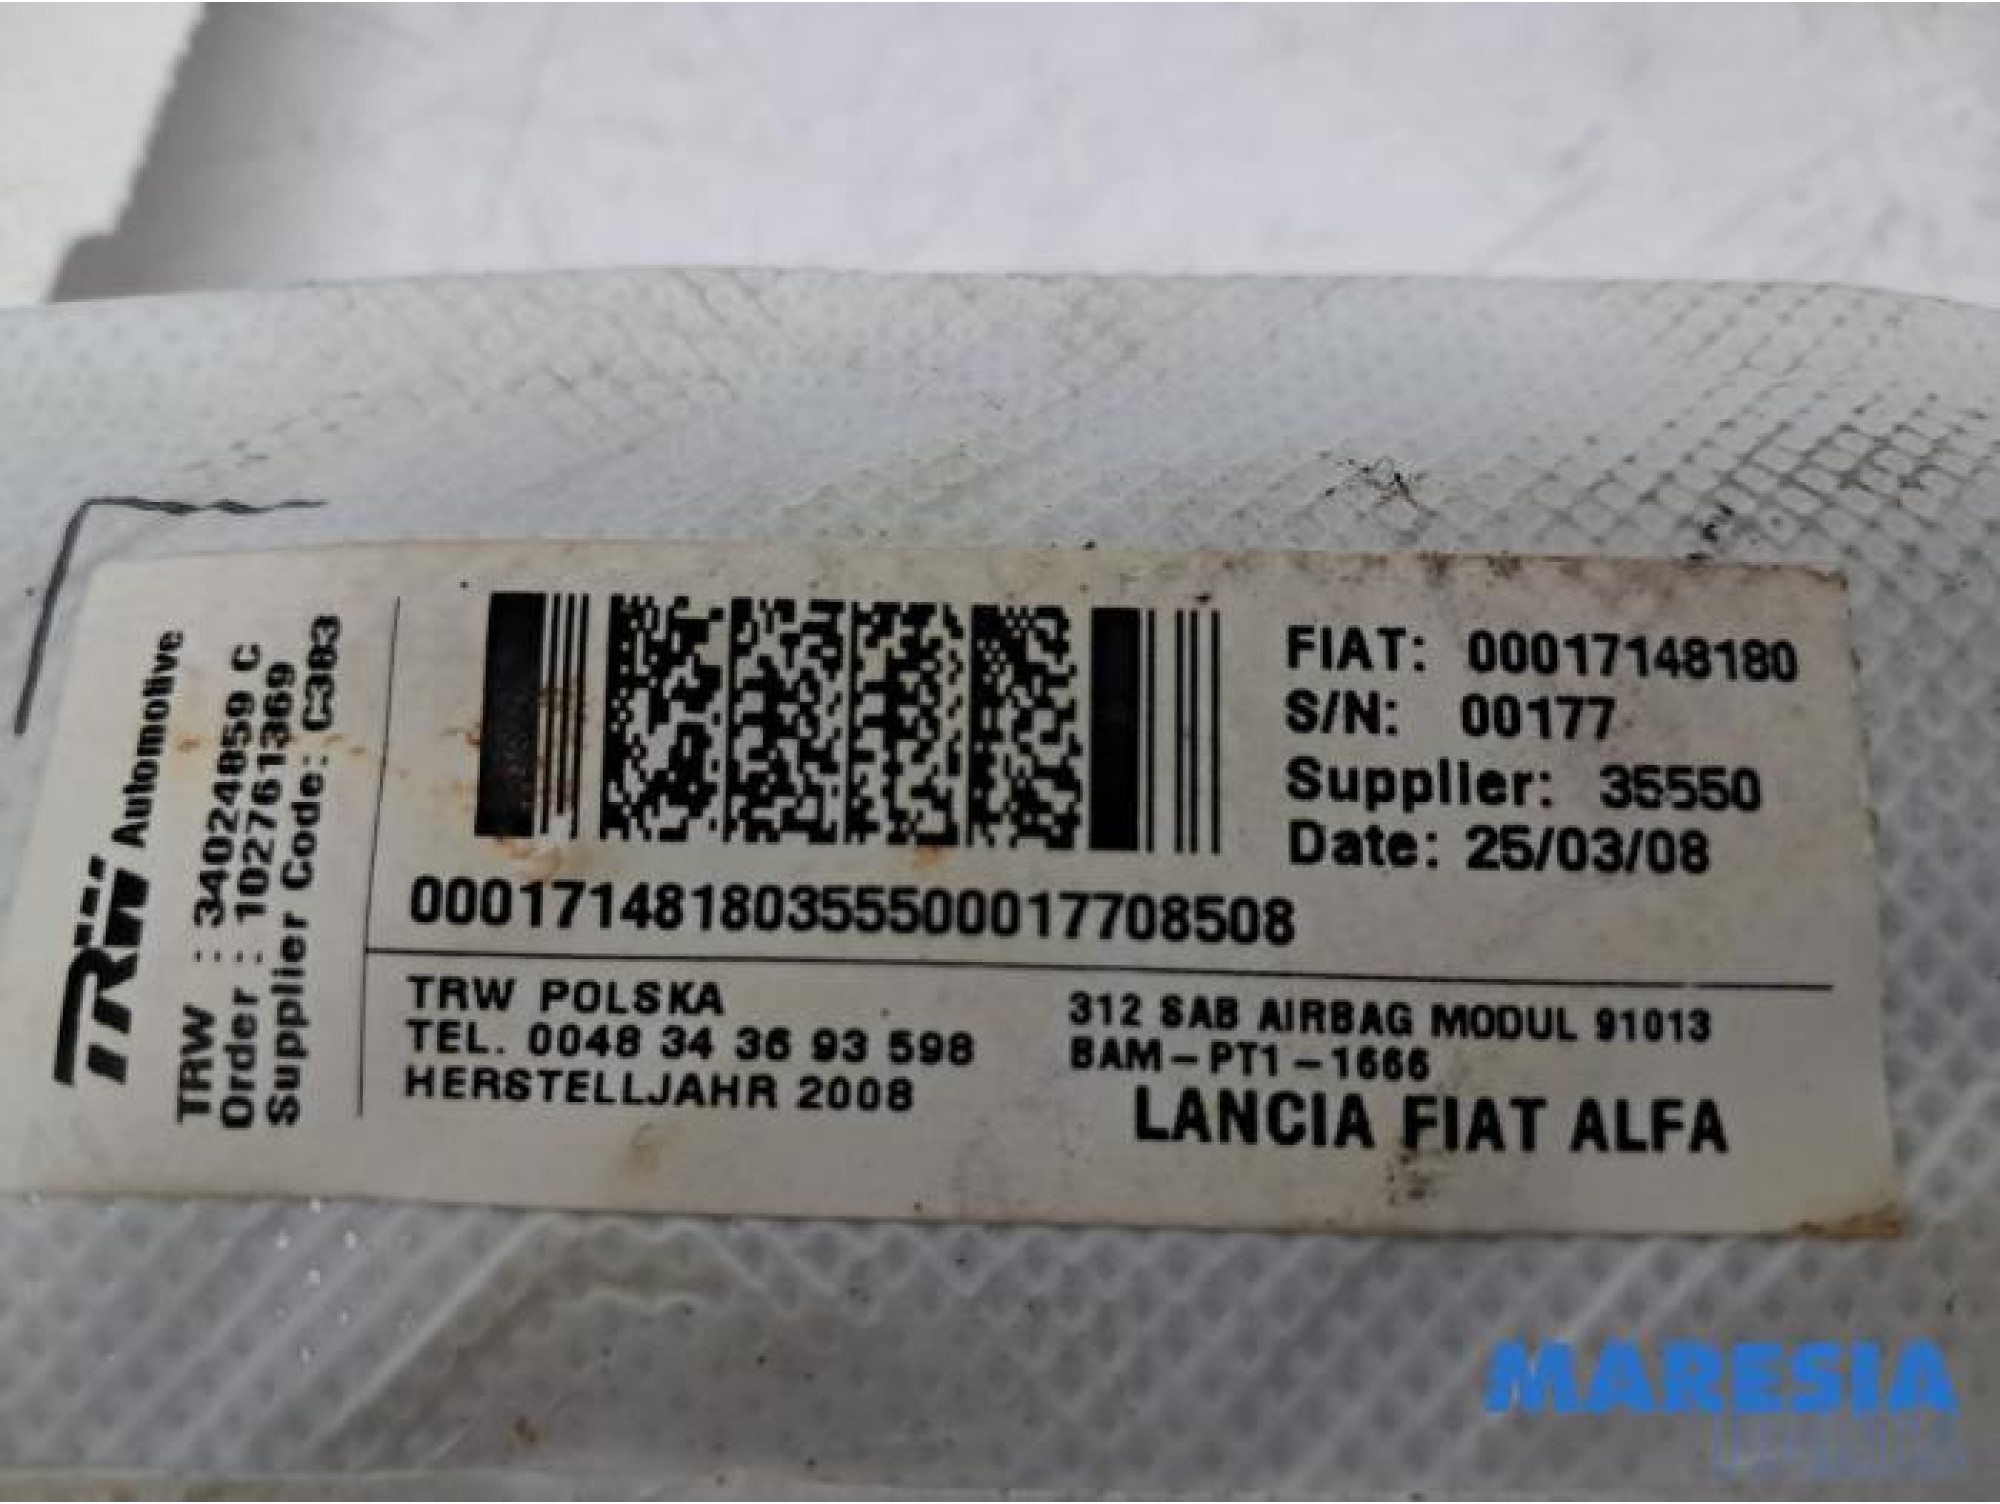 TRW Automotive
TRW : 34024859 C
Order : 102761369
Supplier Code: C383
FIAT: 00017148180
S/N: 00177
Supplier: 35550
Date: 25/03/08
00017148180355500017708508
TRW POLSKA
TEL. 0048 34 36 93 598
HERSTELLJAHR 2008
312 SAB AIRBAG MODUL 91013
BAM-PT1-1666
LANCIA FIAT ALFA
MARESIA